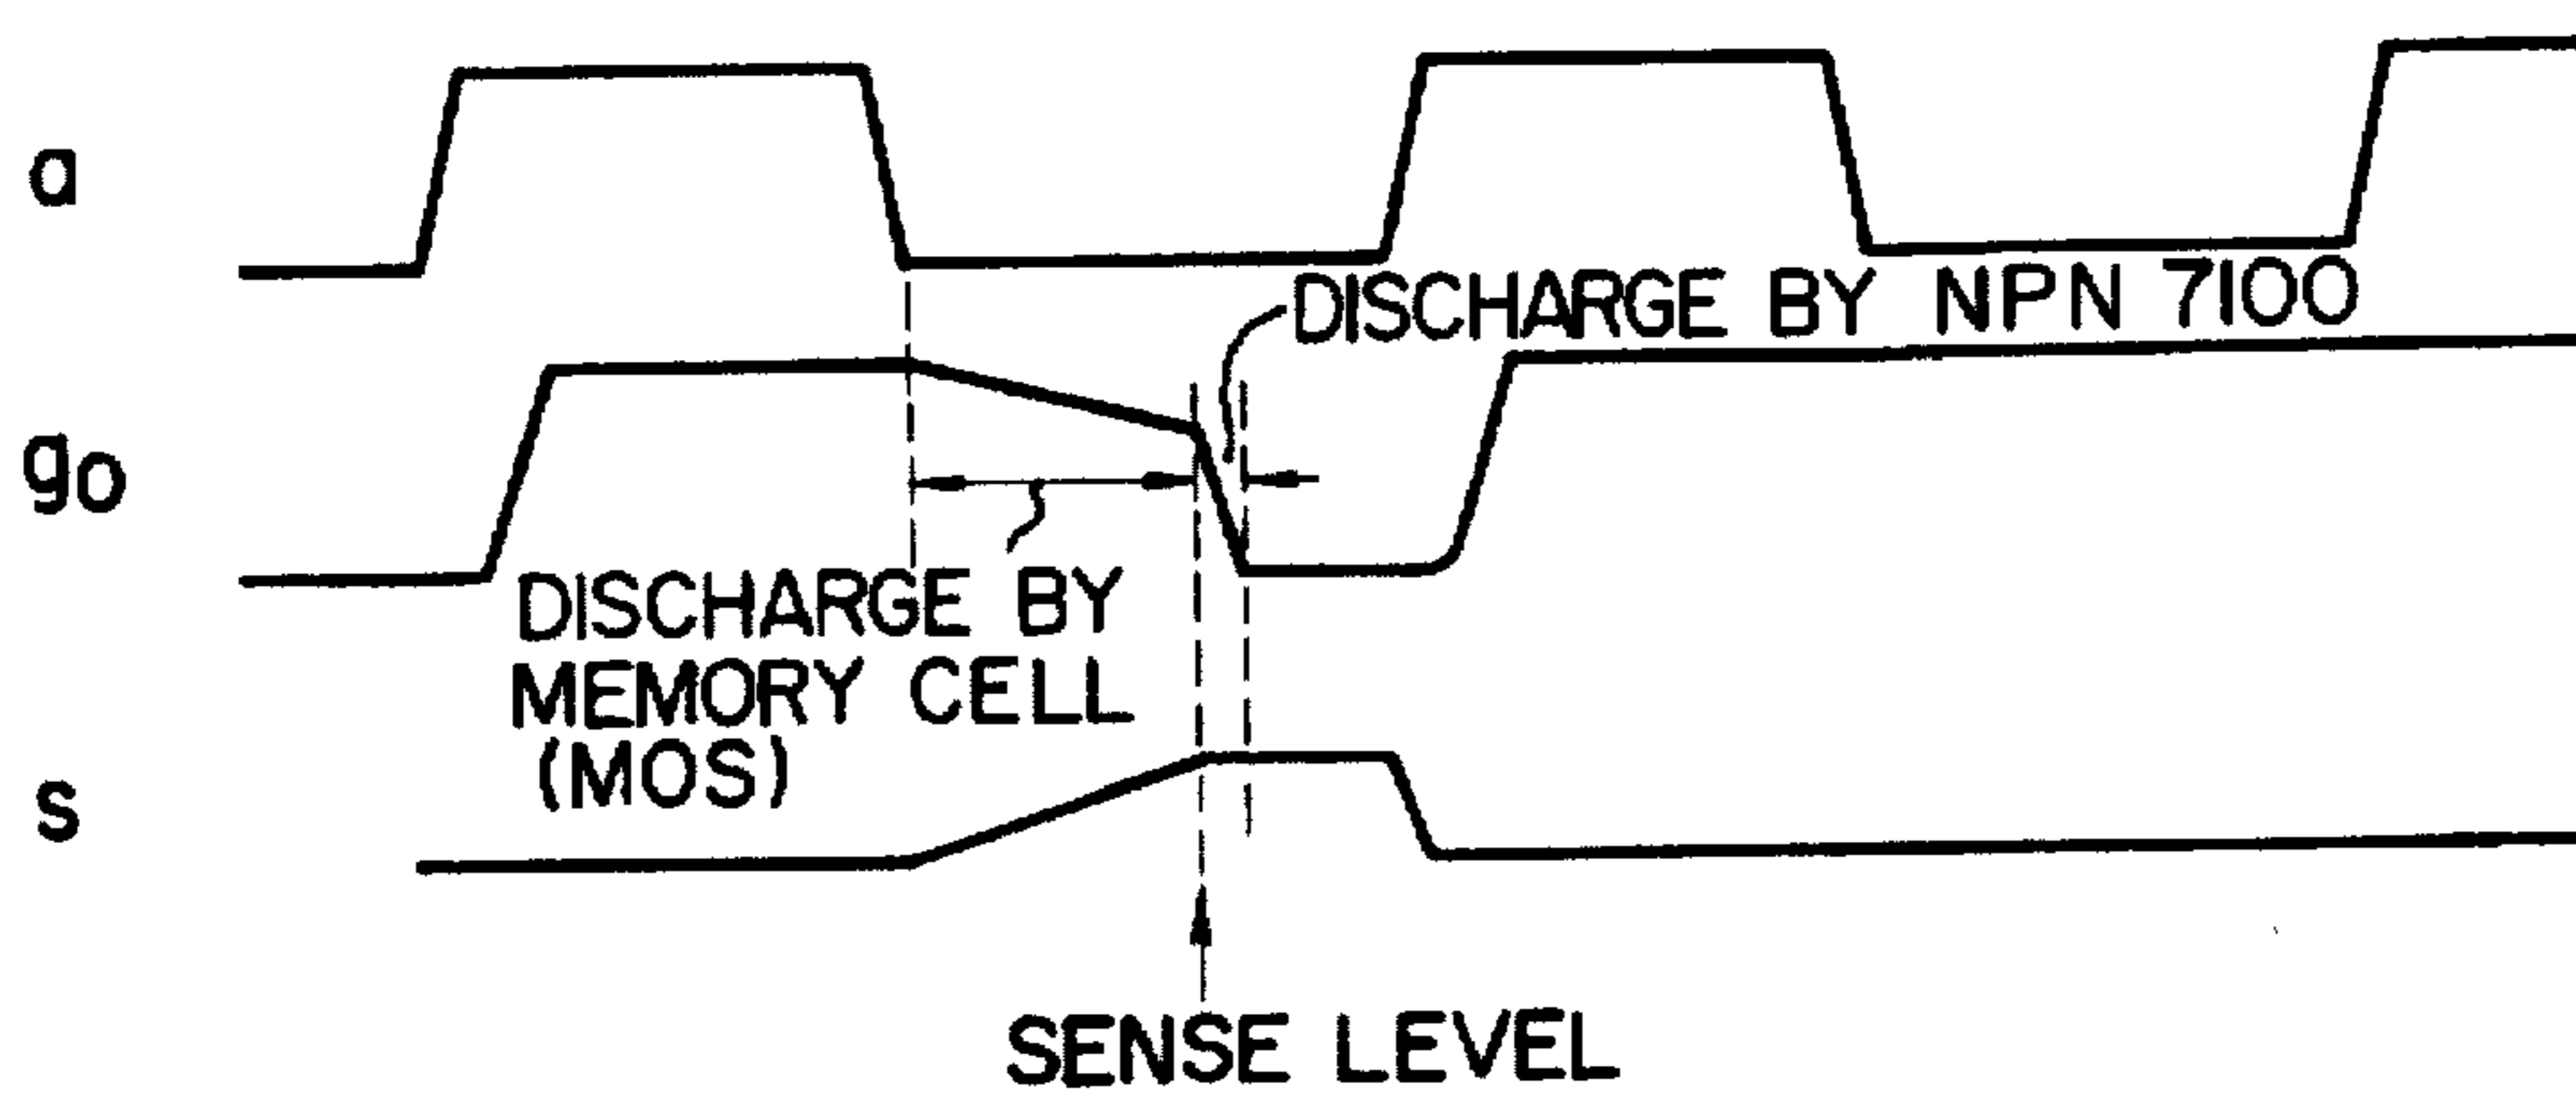 a
DISCHARGE BY NPN 7100
go
DISCHARGE BY
MEMORY CELL
(MOS)
s
SENSE LEVEL